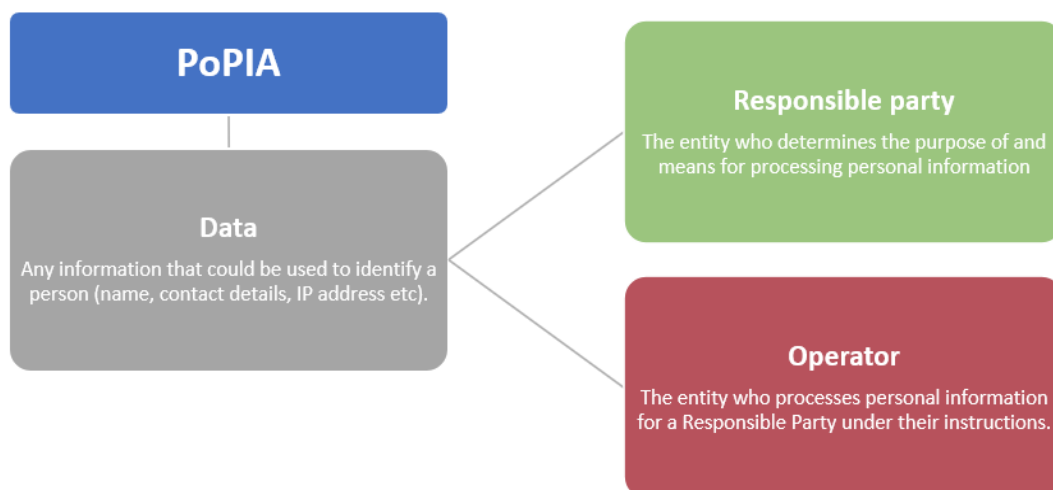 PoPIA
Data
Any information that could be used to identify a
person (name, contact details, IP address etc).
Responsible party
The entity who determines the purpose of and
means for processing personal information
Operator
The entity who processes personal information
for a Responsible Party under their instructions.